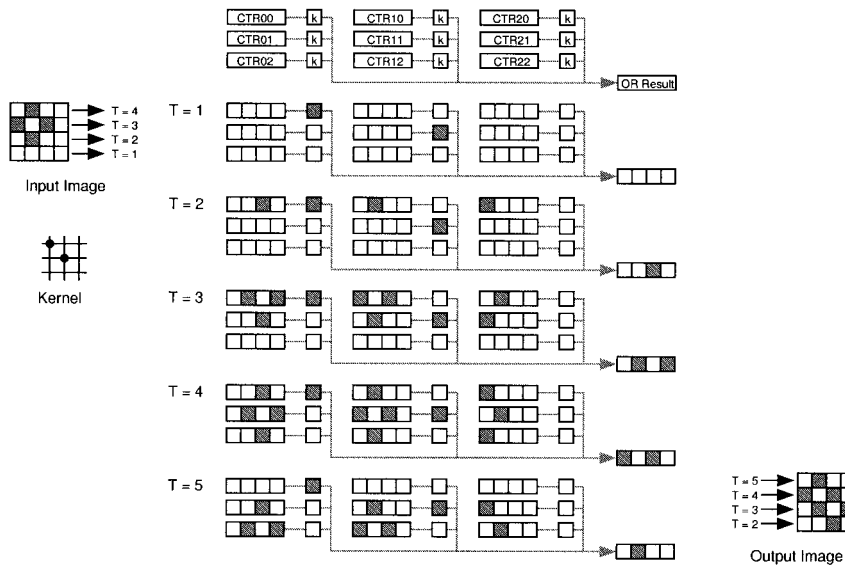 CTR00 k CTR10 k CTR20 k
CTR01 k CTR11 k CTR21 k
CTR02 k CTR12 k CTR22 k
OR Result
T = 4
T = 3
T = 2
T = 1
Input Image
Kernel
T = 1
T = 2
T = 3
T = 4
T = 5
T = 5
T = 4
T = 3
T = 2
Output Image